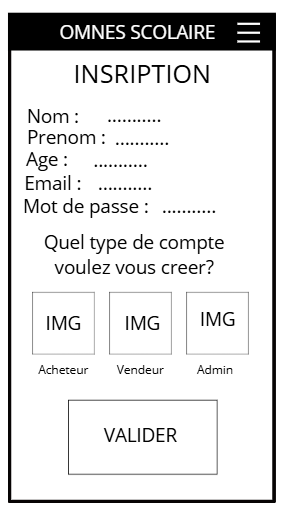 OMNES SCOLAIRE
INSRIPTION
Nom : ...........
Prenom : ...........
Age : ...........
Email : ...........
Mot de passe : ...........
Quel type de compte
voulez vous creer?
IMG IMG IMG
Acheteur Vendeur Admin
VALIDER